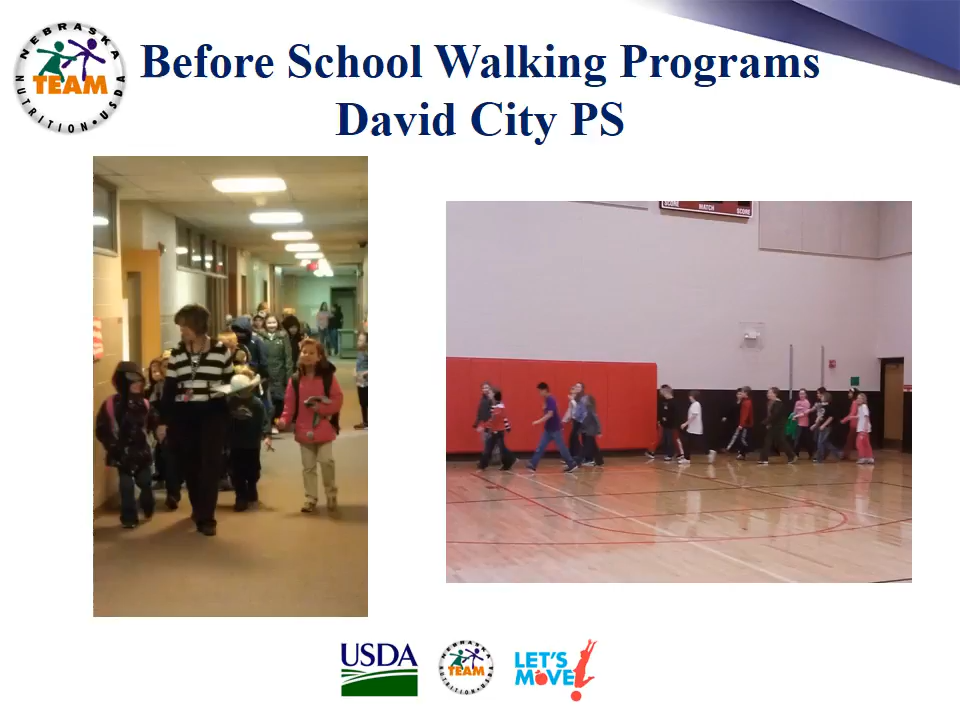 NEBRASKA
TEAM
NUTRITION • USDA
Before School Walking Programs
David City PS
SCORE MATCH SCORE
USDA
NEBRASKA
TEAM
NUTRITION • USDA
LET'S
MOVE!